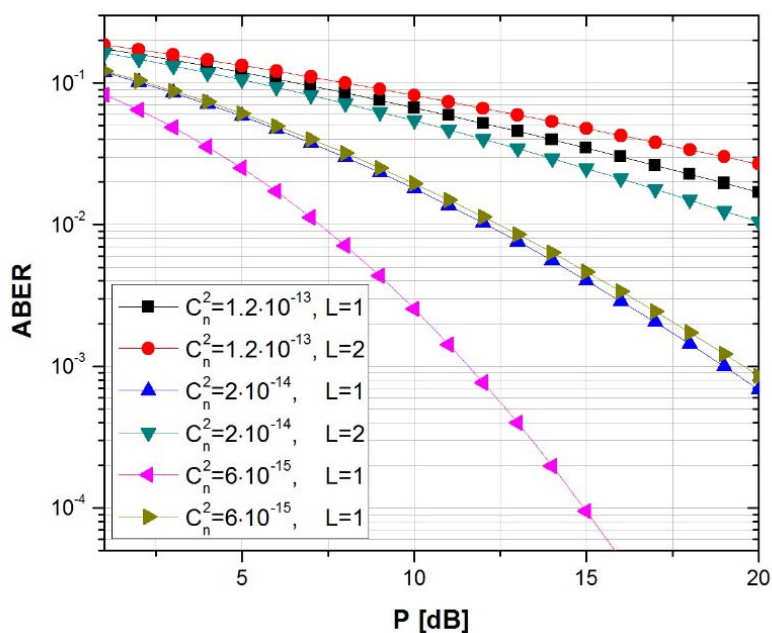 10⁻¹
10⁻²
10⁻³
10⁻⁴
ABER
C²ₙ=1.2·10⁻¹³, L=1
C²ₙ=1.2·10⁻¹³, L=2
C²ₙ=2·10⁻¹⁴, L=1
C²ₙ=2·10⁻¹⁴, L=2
C²ₙ=6·10⁻¹⁵, L=1
C²ₙ=6·10⁻¹⁵, L=1
5 10 15 20
P [dB]